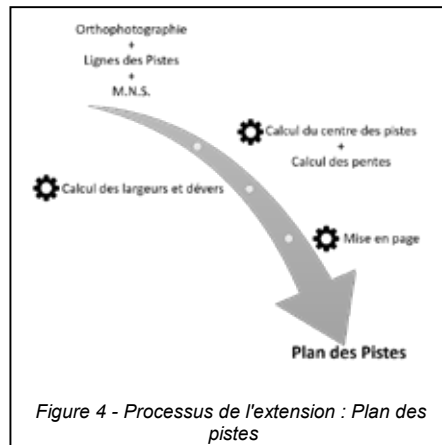 Orthophotographie
+
Lignes des Pistes
+
M.N.S.
Calcul du centre des pistes
+
Calcul des pentes
Calcul des largeurs et dévers
Mise en page
Plan des Pistes
Figure 4 - Processus de l'extension : Plan des
pistes